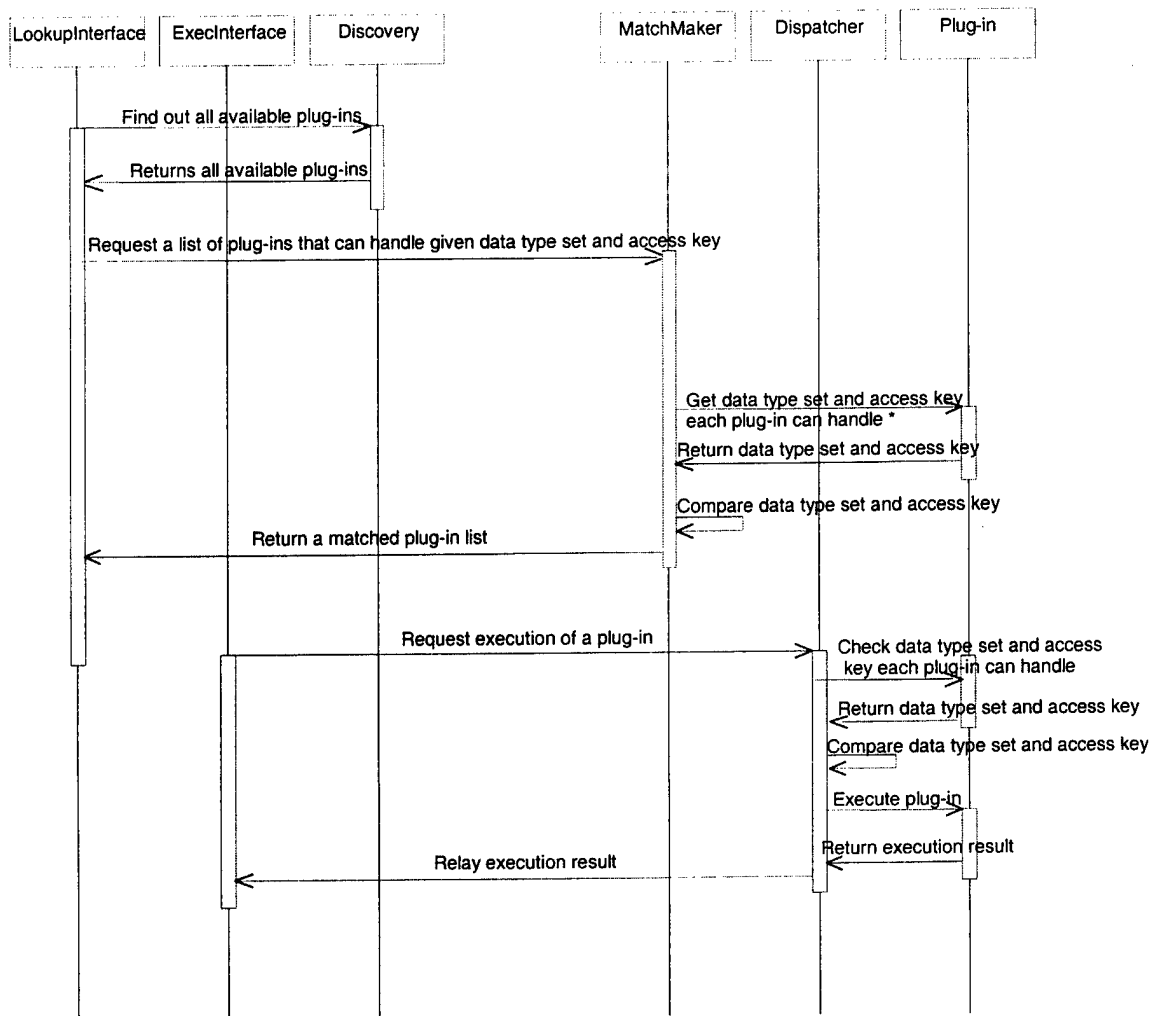 LookupInterface
ExecInterface
Discovery
MatchMaker
Dispatcher
Plug-in
Find out all available plug-ins
Returns all available plug-ins
Request a list of plug-ins that can handle given data type set and access key
Get data type set and access key
each plug-in can handle *
Return data type set and access key
Compare data type set and access key
Return a matched plug-in list
Request execution of a plug-in
Check data type set and access
key each plug-in can handle
Return data type set and access key
Compare data type set and access key
Execute plug-in
Return execution result
Relay execution result